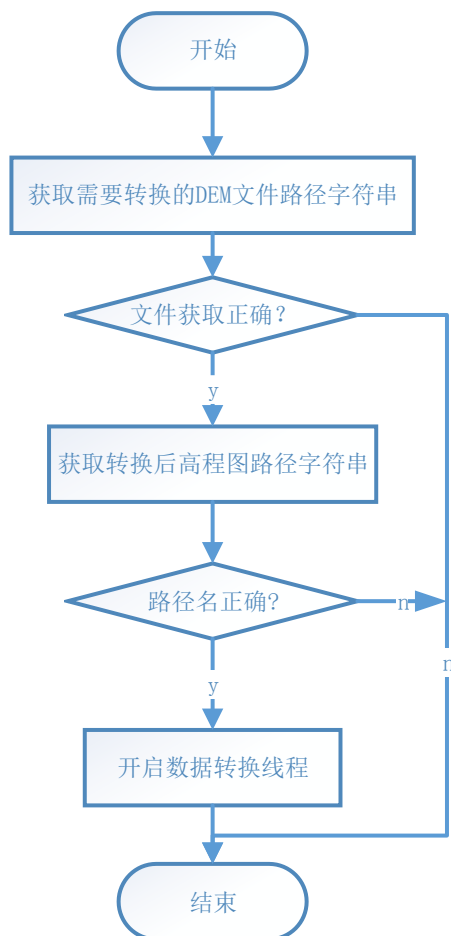 开始
获取需要转换的DEM文件路径字符串
文件获取正确?
y
获取转换后高程图路径字符串
路径名正确?
n
n
y
开启数据转换线程
结束